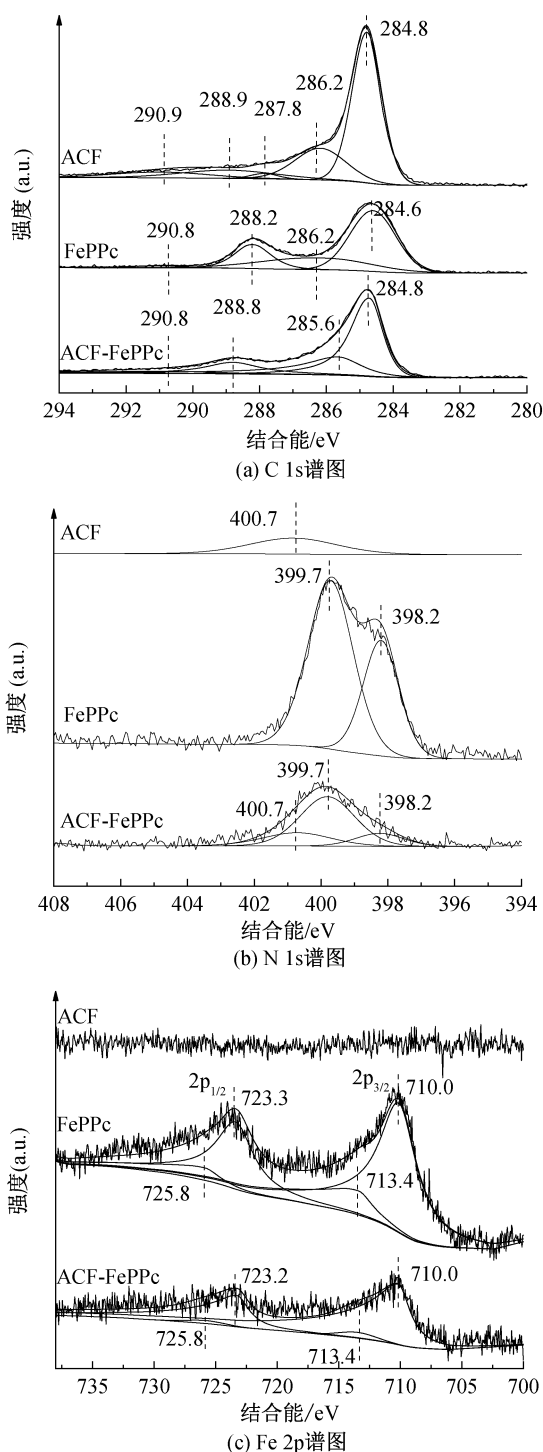 284.8
286.2
287.8
288.9
290.9
ACF
284.6
286.2
288.2
290.8
FePPc
284.8
285.6
288.8
290.8
ACF-FePPc
强度 (a.u.)
294 292 290 288 286 284 282 280
结合能/eV
(a) C 1s谱图
ACF
400.7
399.7
398.2
FePPc
399.7
400.7
398.2
ACF-FePPc
强度 (a.u.)
408 406 404 402 400 398 396 394
结合能/eV
(b) N 1s谱图
ACF
2p1/2
723.3
2p3/2
710.0
FePPc
725.8
713.4
ACF-FePPc
723.2
710.0
725.8
713.4
强度(a.u.)
735 730 725 720 715 710 705 700
结合能/eV
(c) Fe 2p谱图